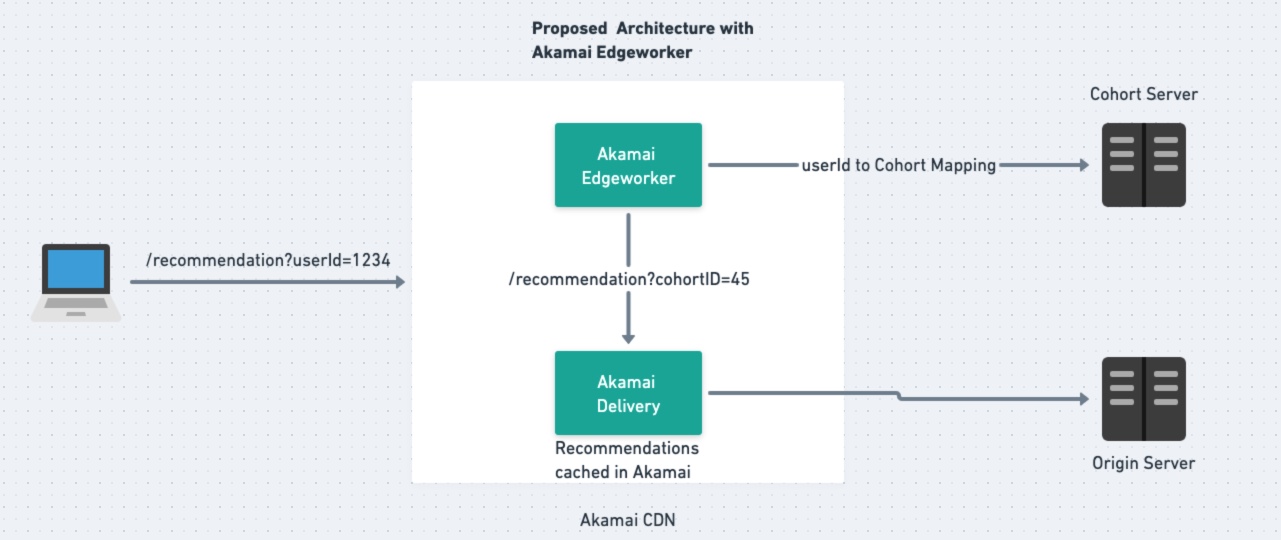 Proposed Architecture with
Akamai Edgeworker
Cohort Server
Akamai
Edgeworker
userId to Cohort Mapping
/recommendation?userId=1234
/recommendation?cohortID=45
Akamai
Delivery
Recommendations
cached in Akamai
Origin Server
Akamai CDN